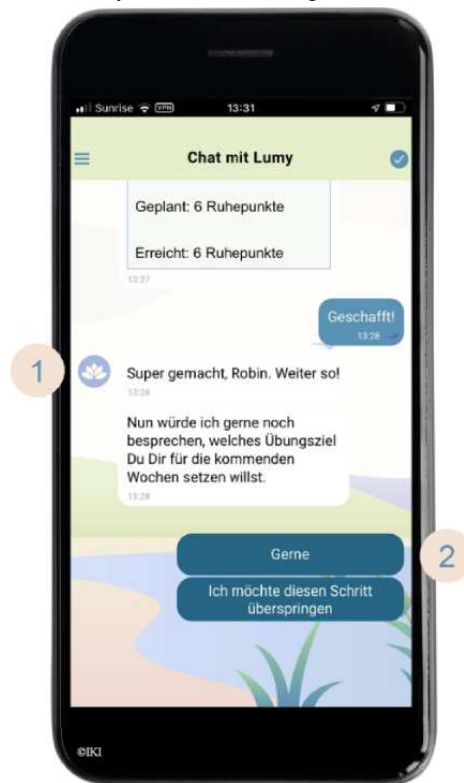 Sunrise VPN 13:31
Chat mit Lumy
Geplant: 6 Ruhepunkte
Erreicht: 6 Ruhepunkte
13:27
Geschafft!
13:28
1
Super gemacht, Robin. Weiter so!
13:28
Nun würde ich gerne noch
besprechen, welches Übungsziel
Du Dir für die kommenden
Wochen setzen willst.
13:28
Gerne
2
Ich möchte diesen Schritt
überspringen
©IKI